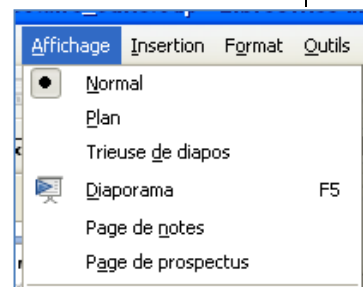 Affichage Insertion Format Outils
Normal
Plan
Trieuse de diapos
Diaporama F5
Page de notes
Page de prospectus